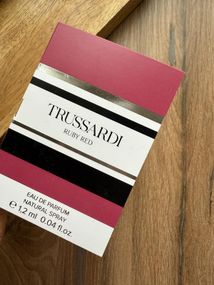 TRUSSARDI
RUBY RED
EAU DE PARFUM
NATURAL SPRAY
℮ 1,2 ml 0.04 fl.oz.